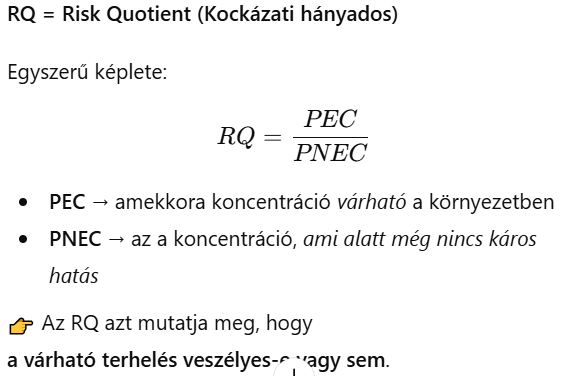 RQ = Risk Quotient (Kockázati hányados)
Egyszerű képlete:
RQ = PEC / PNEC
• PEC → amekkora koncentráció várható a környezetben
• PNEC → az a koncentráció, ami alatt még nincs káros
hatás
👉 Az RQ azt mutatja meg, hogy
a várható terhelés veszélyes-e vagy sem.